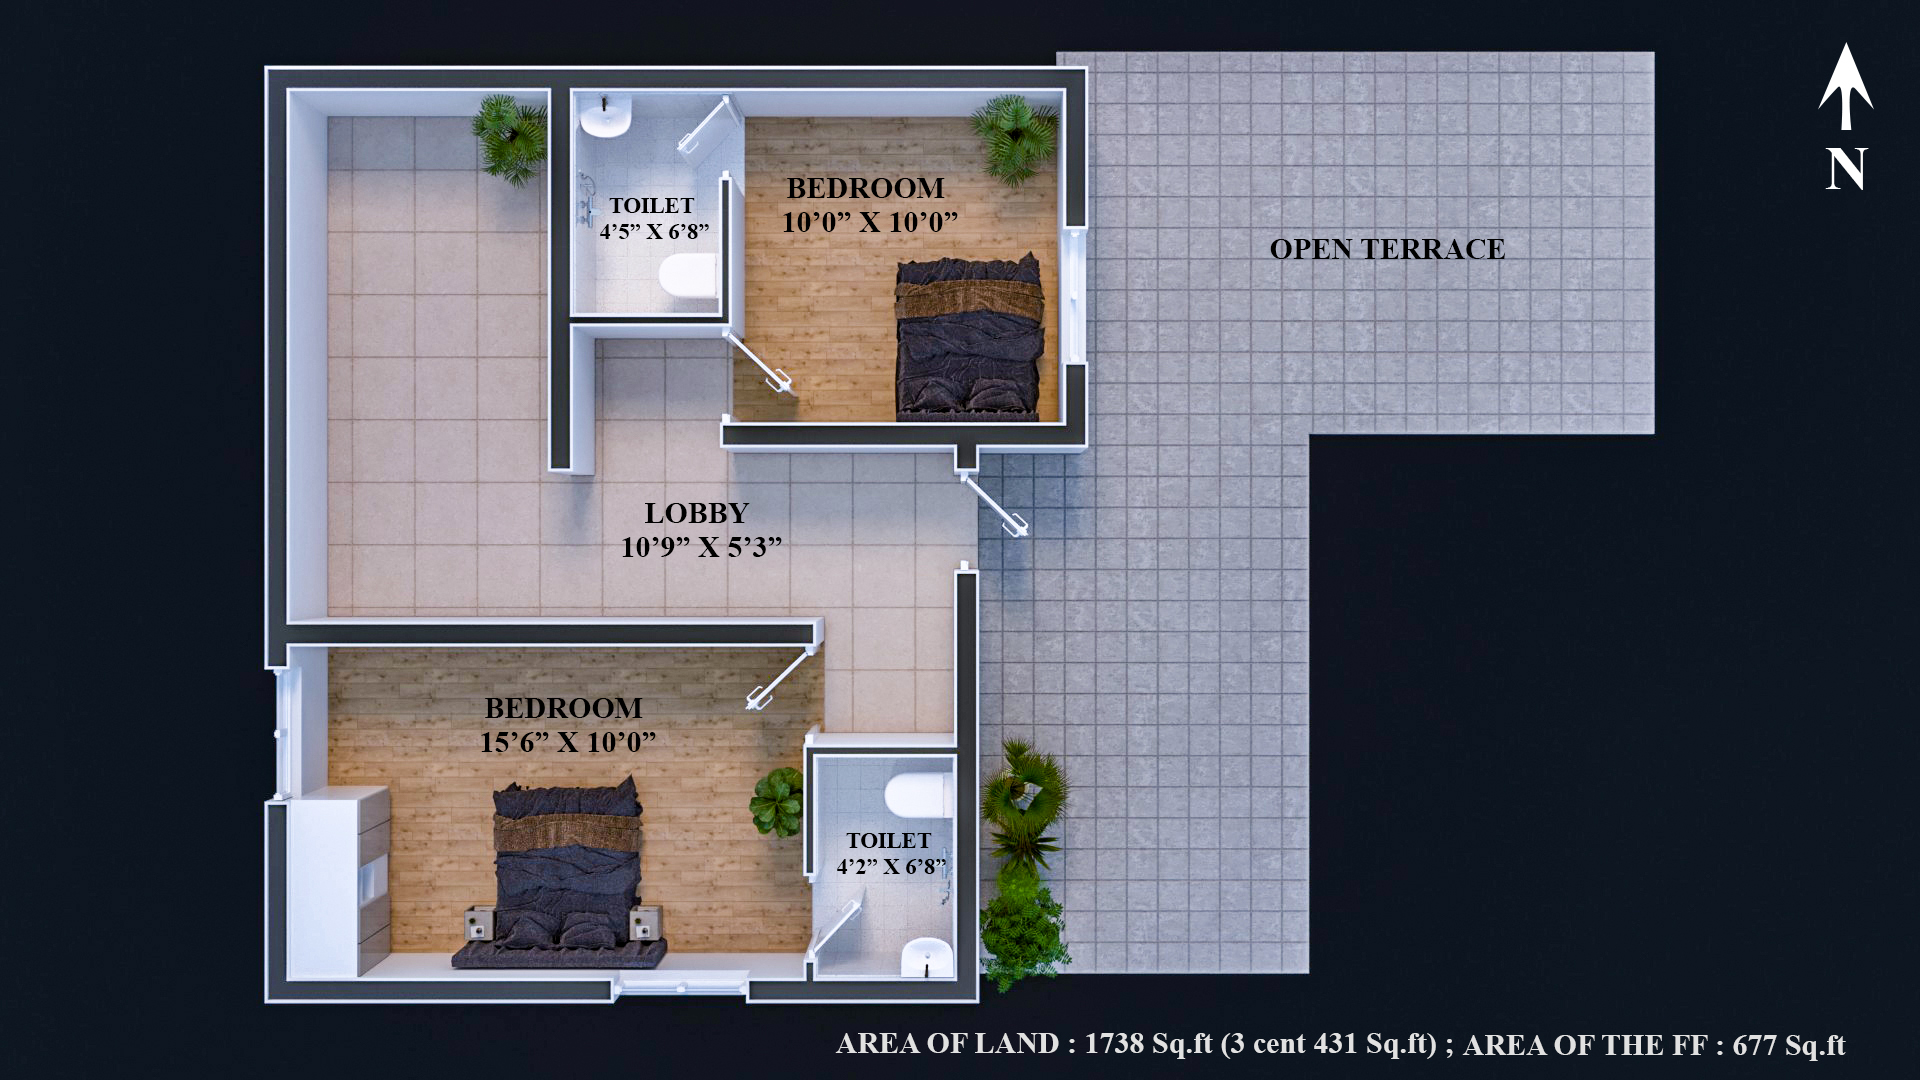 N
TOILET
4’5” X 6’8”
BEDROOM
10’0” X 10’0”
OPEN TERRACE
LOBBY
10’9” X 5’3”
BEDROOM
15’6” X 10’0”
TOILET
4’2” X 6’8”
AREA OF LAND : 1738 Sq.ft (3 cent 431 Sq.ft) ; AREA OF THE FF : 677 Sq.ft